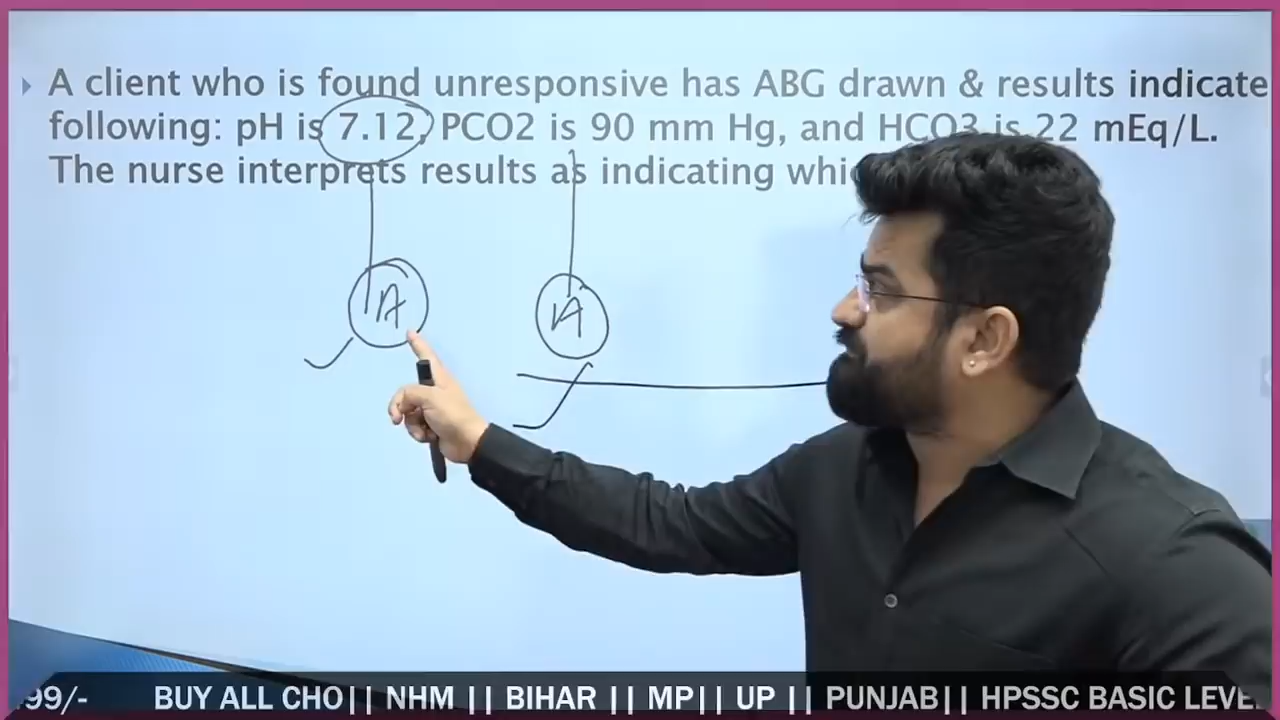 A client who is found unresponsive has ABG drawn & results indicate
following: pH is 7.12, PCO2 is 90 mm Hg, and HCO3 is 22 mEq/L.
The nurse interprets results as indicating
A A
99/- BUY ALL CHO|| NHM || BIHAR || MP|| UP || PUNJAB|| HPSSC BASIC